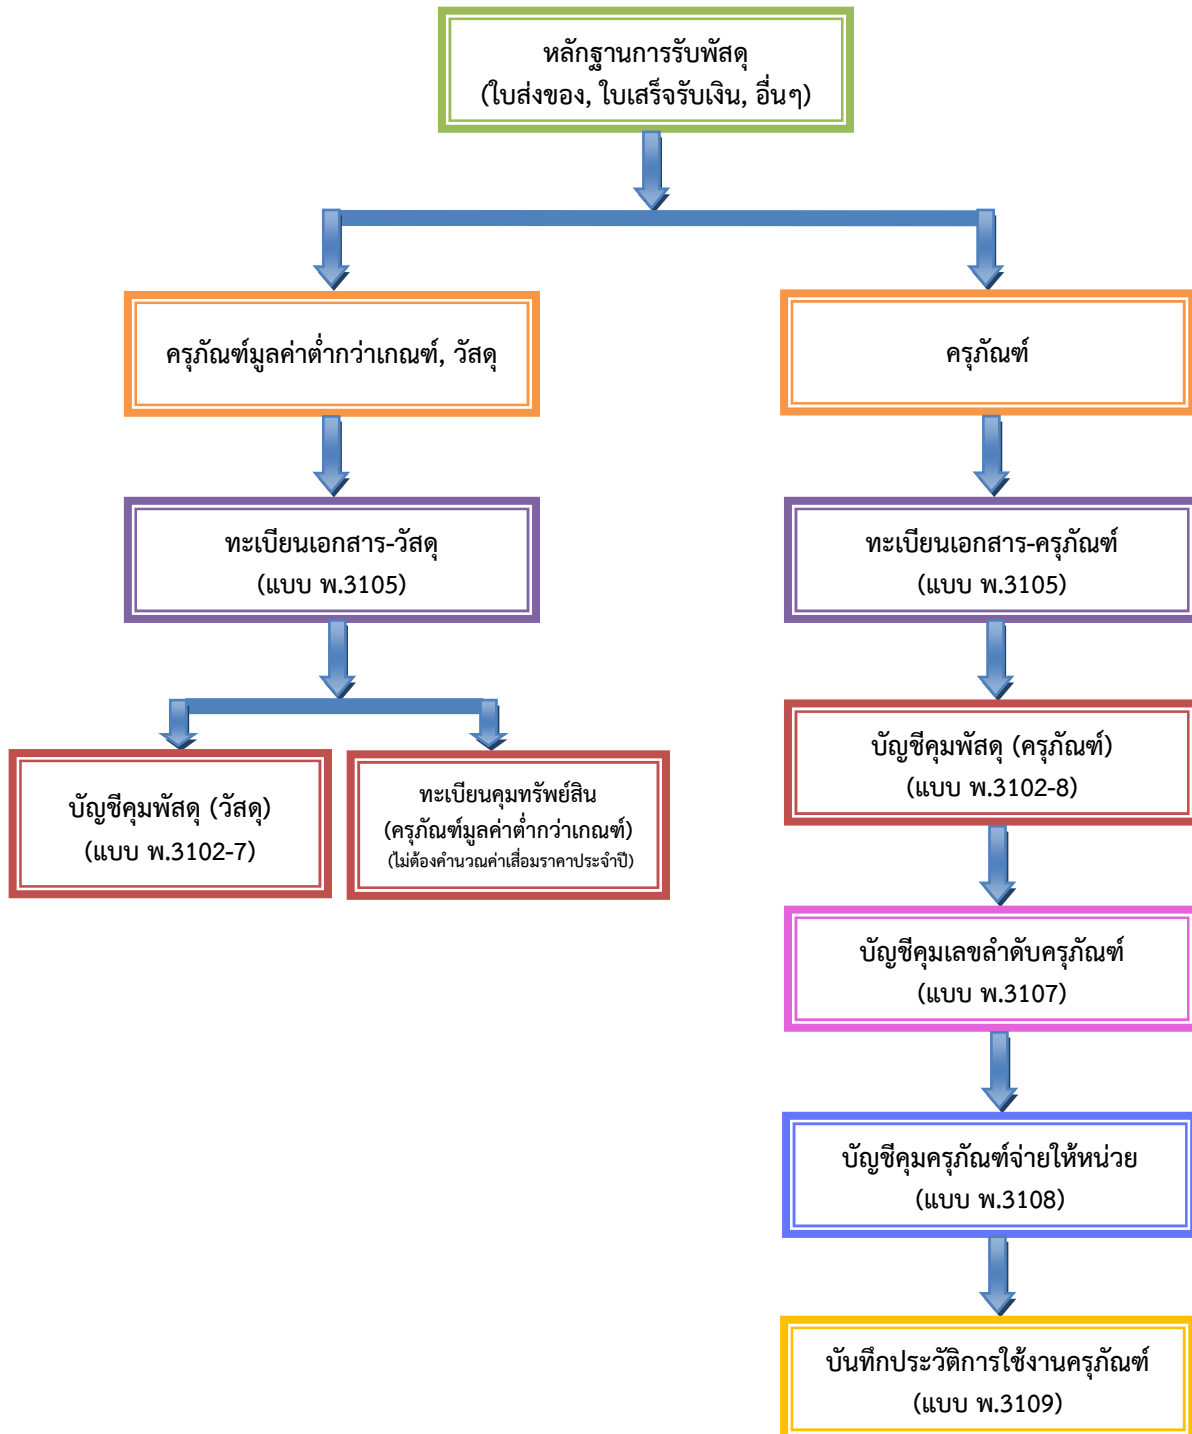 หลักฐานการรับพัสดุ
(ใบส่งของ, ใบเสร็จรับเงิน, อื่นๆ)
ครุภัณฑ์มูลค่าต่ำกว่าเกณฑ์, วัสดุ
ครุภัณฑ์
ทะเบียนเอกสาร-วัสดุ
(แบบ พ.3105)
ทะเบียนเอกสาร-ครุภัณฑ์
(แบบ พ.3105)
บัญชีคุมพัสดุ (วัสดุ)
(แบบ พ.3102-7)
ทะเบียนคุมทรัพย์สิน
(ครุภัณฑ์มูลค่าต่ำกว่าเกณฑ์)
(ไม่ต้องคำนวณค่าเสื่อมราคาประจำปี)
บัญชีคุมพัสดุ (ครุภัณฑ์)
(แบบ พ.3102-8)
บัญชีคุมเลขลำดับครุภัณฑ์
(แบบ พ.3107)
บัญชีคุมครุภัณฑ์จ่ายให้หน่วย
(แบบ พ.3108)
บันทึกประวัติการใช้งานครุภัณฑ์
(แบบ พ.3109)